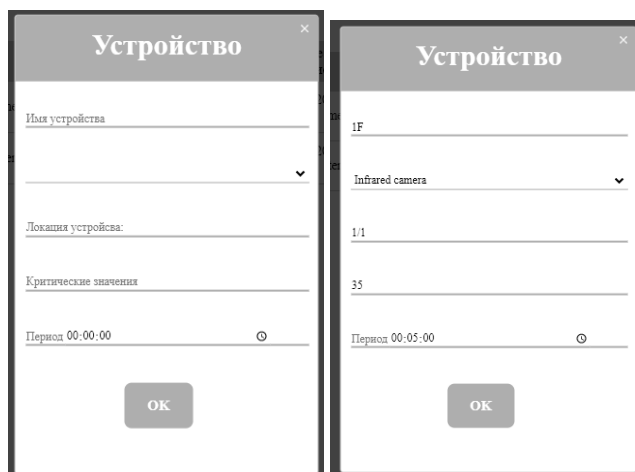 Устройство
×
Имя устройства
Локация устройсва:
Критические значения
Период 00:00:00
OK
Устройство
×
1F
Infrared camera
1/1
35
Период 00:05:00
OK